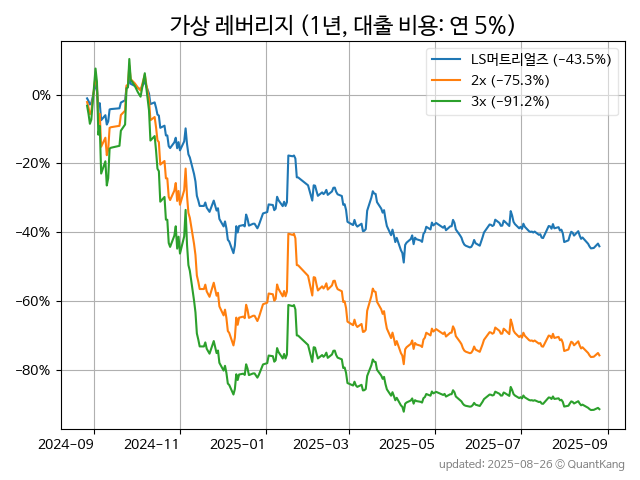 가상 레버리지 (1년, 대출 비용: 연 5%)
LS머트리얼즈 (−43.5%)
2x (−75.3%)
3x (−91.2%)
0%
−20%
−40%
−60%
−80%
2024-09
2024-11
2025-01
2025-03
2025-05
2025-07
2025-09
updated: 2025-08-26 © QuantKang